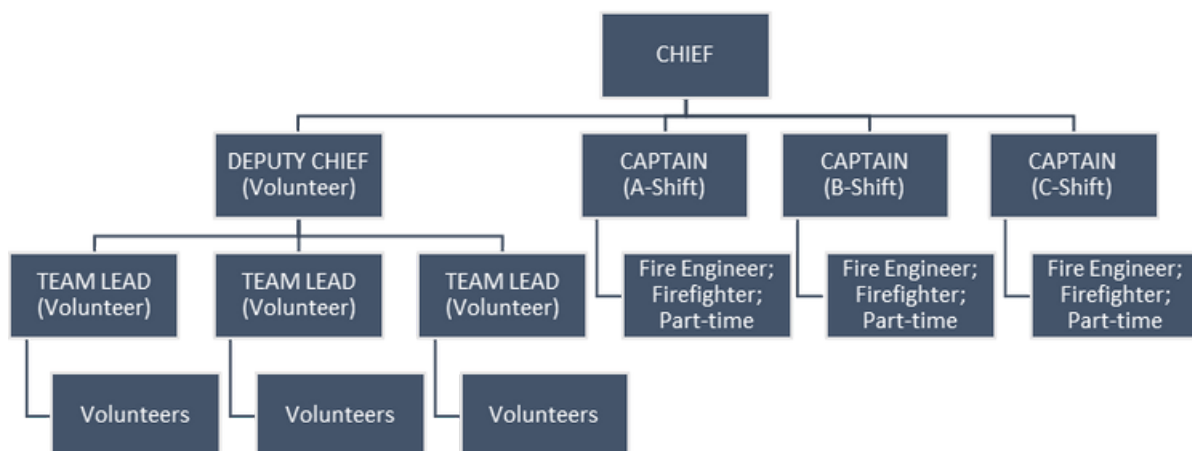 CHIEF
DEPUTY CHIEF
(Volunteer)
CAPTAIN
(A-Shift)
CAPTAIN
(B-Shift)
CAPTAIN
(C-Shift)
TEAM LEAD
(Volunteer)
TEAM LEAD
(Volunteer)
TEAM LEAD
(Volunteer)
Fire Engineer;
Firefighter;
Part-time
Fire Engineer;
Firefighter;
Part-time
Fire Engineer;
Firefighter;
Part-time
Volunteers
Volunteers
Volunteers